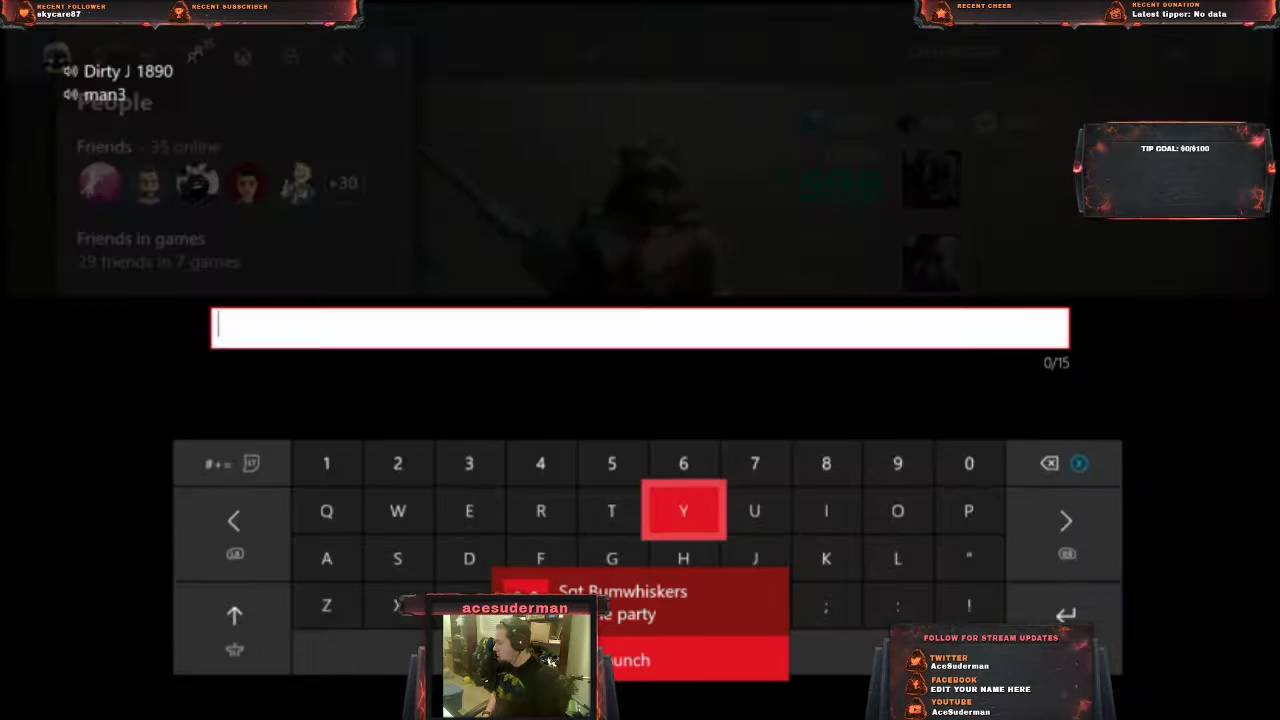 RECENT FOLLOWER
skycare87
RECENT SUBSCRIBER
RECENT CHEER
RECENT DONATION
Latest tipper: No data
Dirty J 1890
man3
People
Friends - 35 online
+30
Friends in games
29 friends in 7 games
TIP GOAL: $0/$100
0/15
#+=
1 2 3 4 5 6 7 8 9 0
Q W E R T Y U I O P
A S D F G H J K L "
Z
; : !
Sgt Bumwhiskers
party
unch
acesuderman
FOLLOW FOR STREAM UPDATES
TWITTER
AceSuderman
FACEBOOK
EDIT YOUR NAME HERE
YOUTUBE
AceSuderman